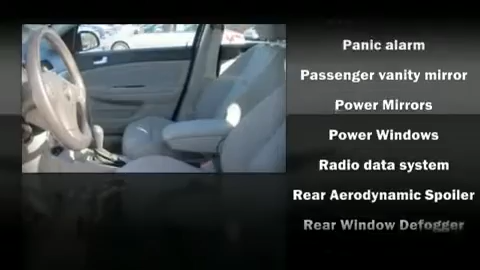 Panic alarm
Passenger vanity mirror
Power Mirrors
Power Windows
Radio data system
Rear Aerodynamic Spoiler
Rear Window Defogger